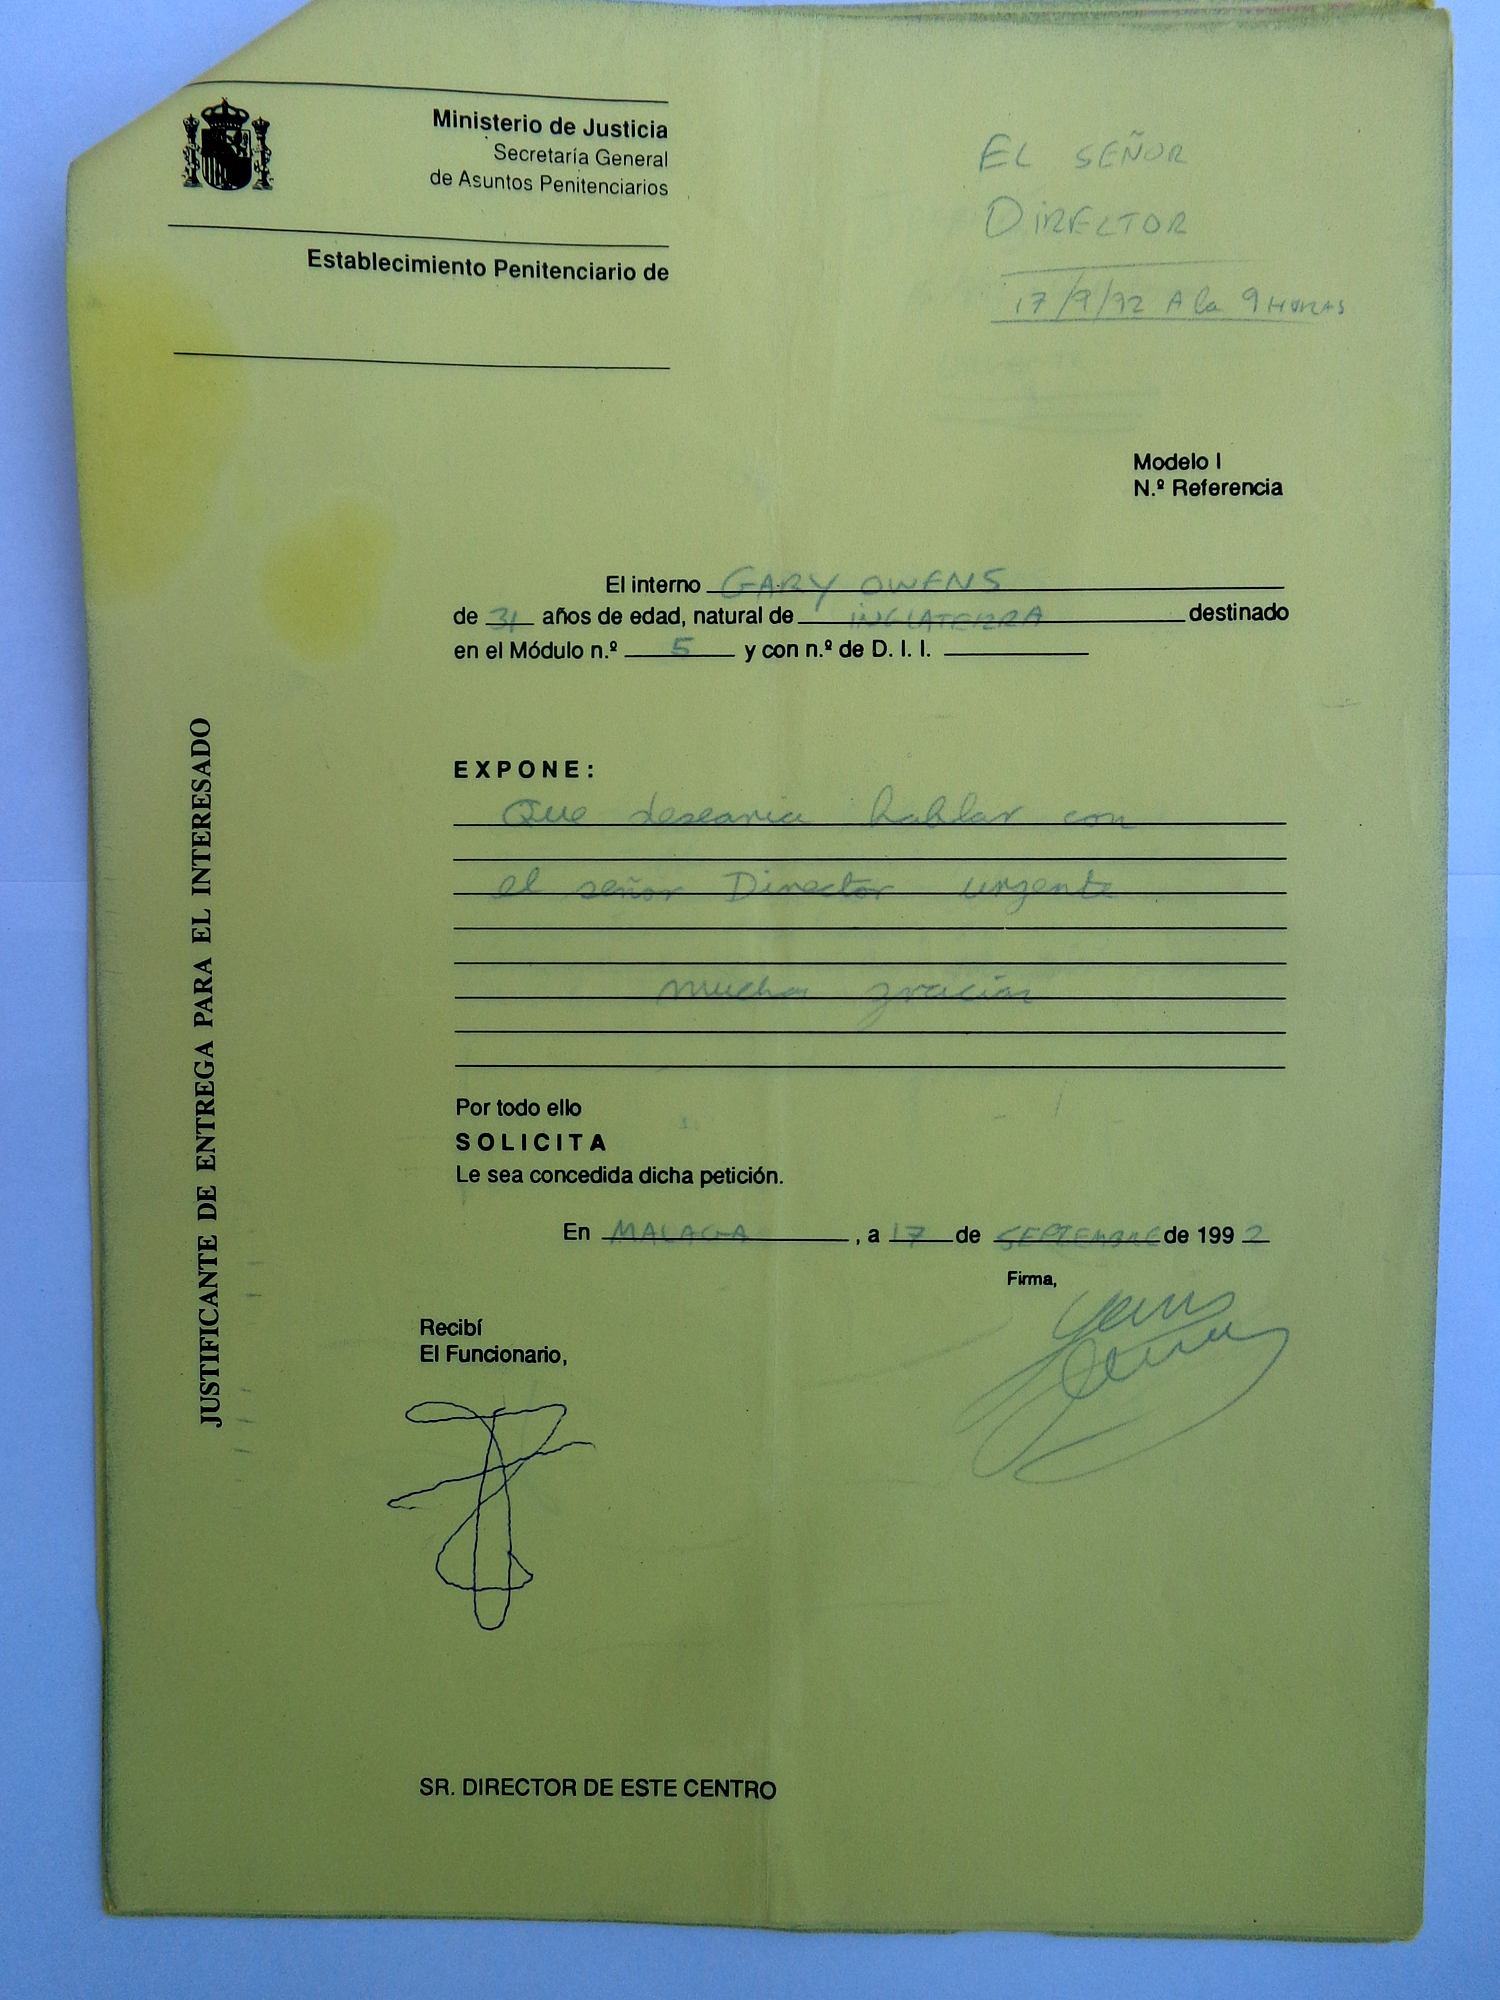 Ministerio de Justicia
Secretaría General
de Asuntos Penitenciarios
Establecimiento Penitenciario de
EL SEÑOR
DIRECTOR
17/9/92 A la 9 HORAS
Modelo I
N.º Referencia
El interno GARY OWENS
de 31 años de edad, natural de INGLATERRA destinado
en el Módulo n.º 5 y con n.º de D. I. I.
EXPONE:
Que desearia hablar con
el señor Director urgente
muchas gracias
Por todo ello
SOLICITA
Le sea concedida dicha petición.
En MALAGA, a 17 de SEPTEMBRE de 1992
Firma,
Recibí
El Funcionario,
SR. DIRECTOR DE ESTE CENTRO
JUSTIFICANTE DE ENTREGA PARA EL INTERESADO